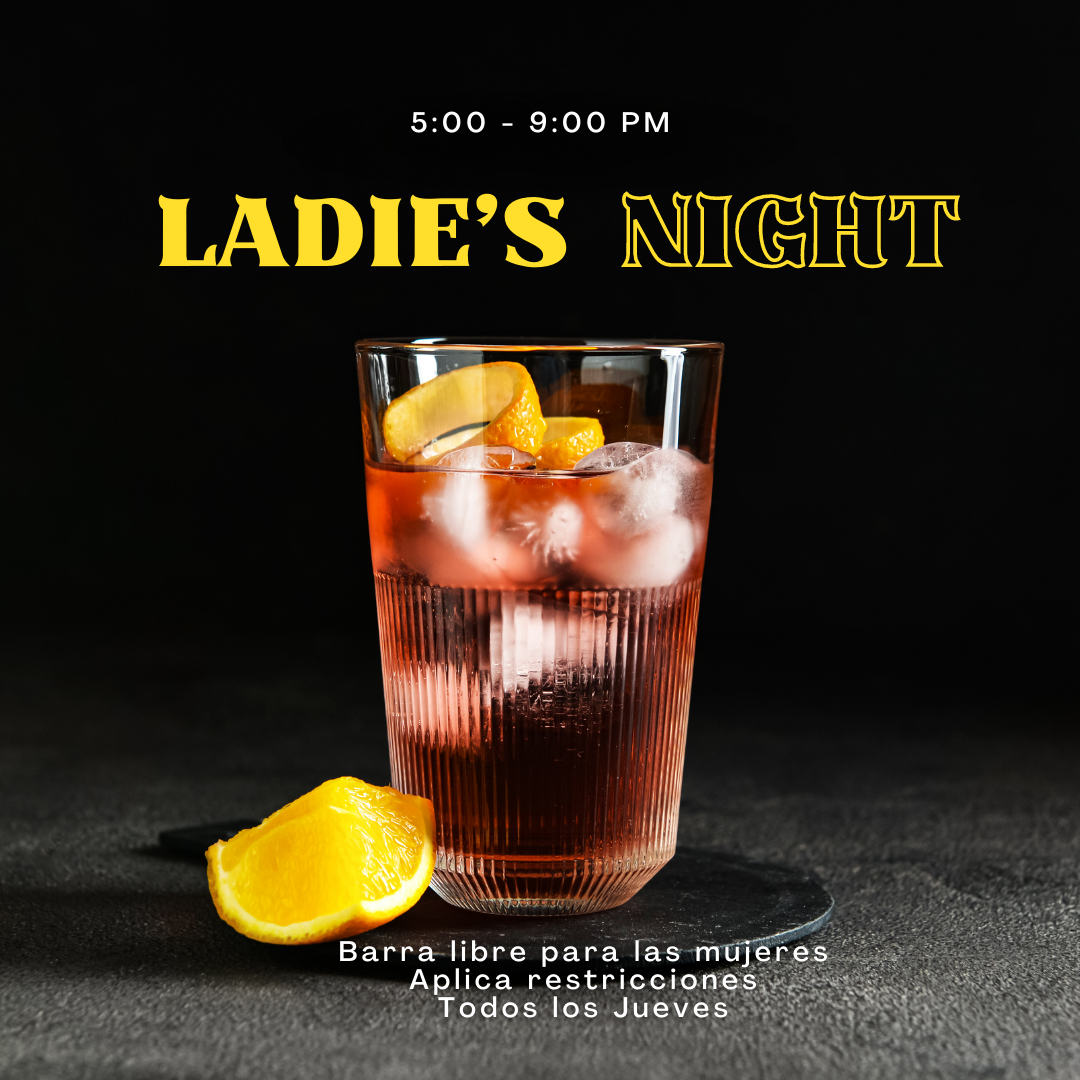 5:00 - 9:00 PM
LADIE’S NIGHT
Barra libre para las mujeres
Aplica restricciones
Todos los Jueves